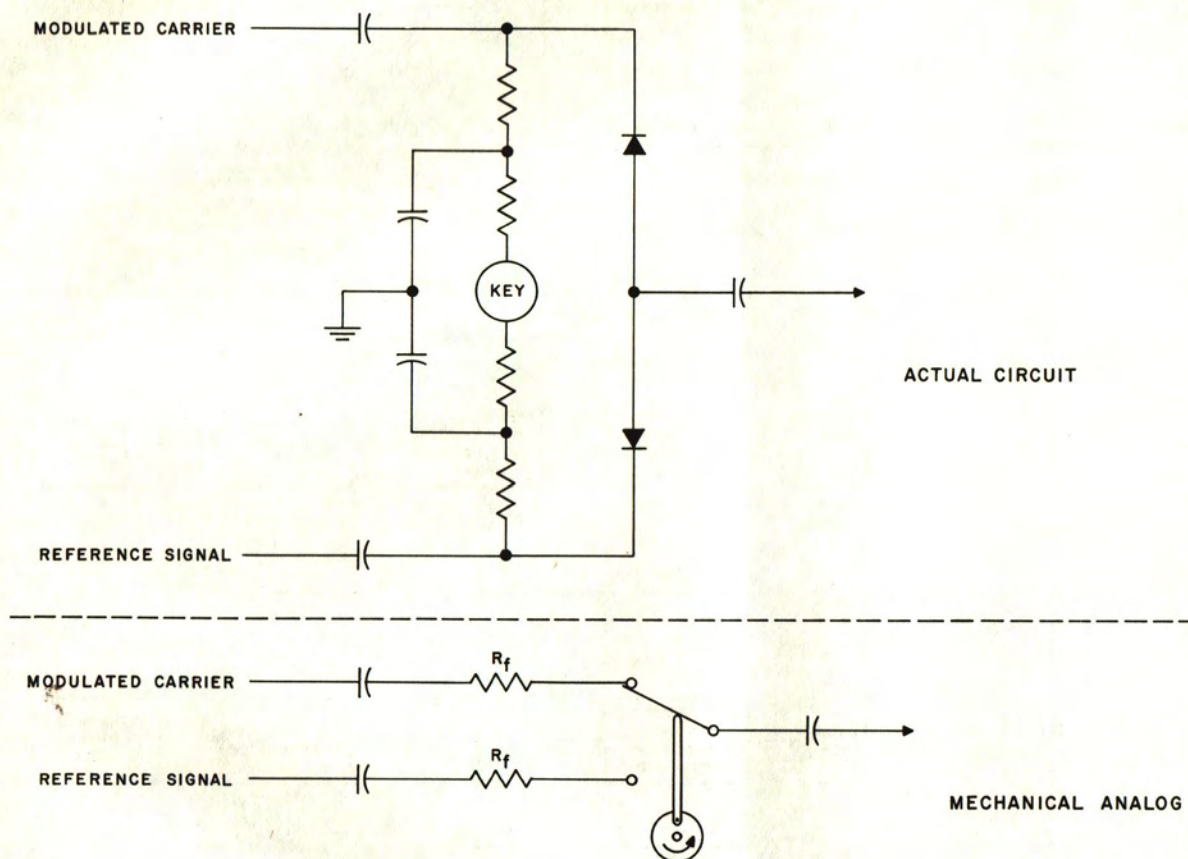 MODULATED CARRIER
KEY
ACTUAL CIRCUIT
REFERENCE SIGNAL
MODULATED CARRIER
Rf
Rf
REFERENCE SIGNAL
MECHANICAL ANALOG